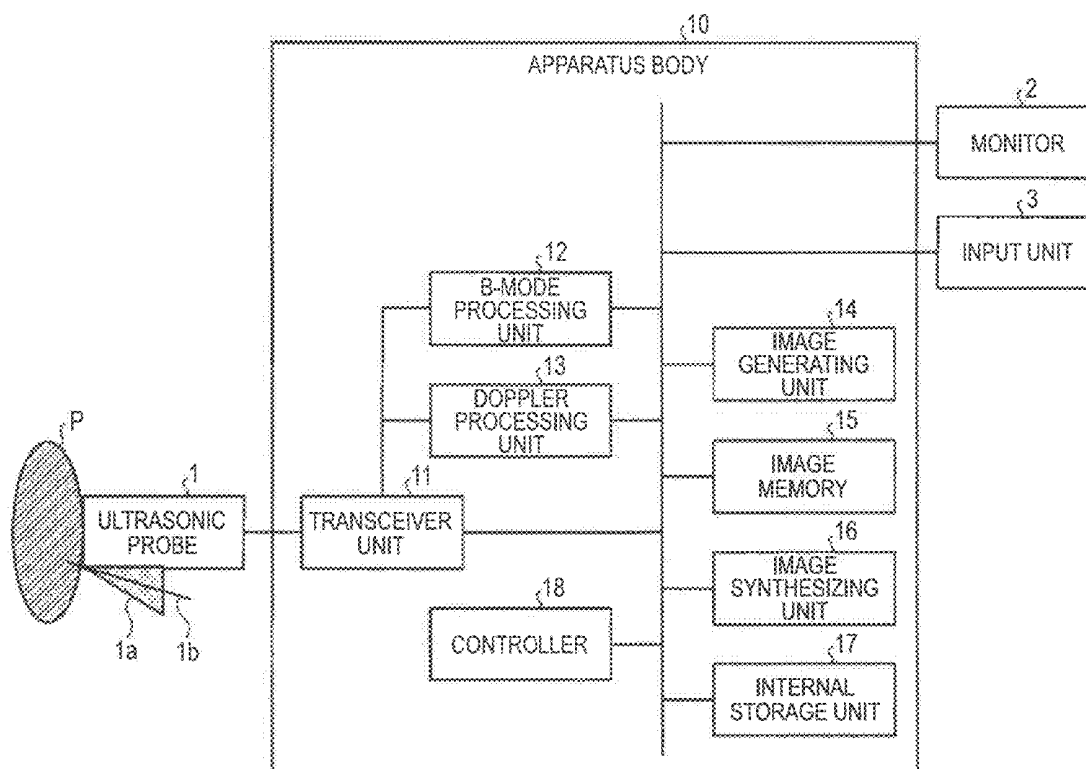 10
APPARATUS BODY
2
MONITOR
3
INPUT UNIT
12
B-MODE
PROCESSING
UNIT
14
IMAGE
GENERATING
UNIT
13
DOPPLER
PROCESSING
UNIT
15
IMAGE
MEMORY
P
1
ULTRASONIC
PROBE
11
TRANSCEIVER
UNIT
16
IMAGE
SYNTHESIZING
UNIT
1a
1b
18
CONTROLLER
17
INTERNAL
STORAGE UNIT